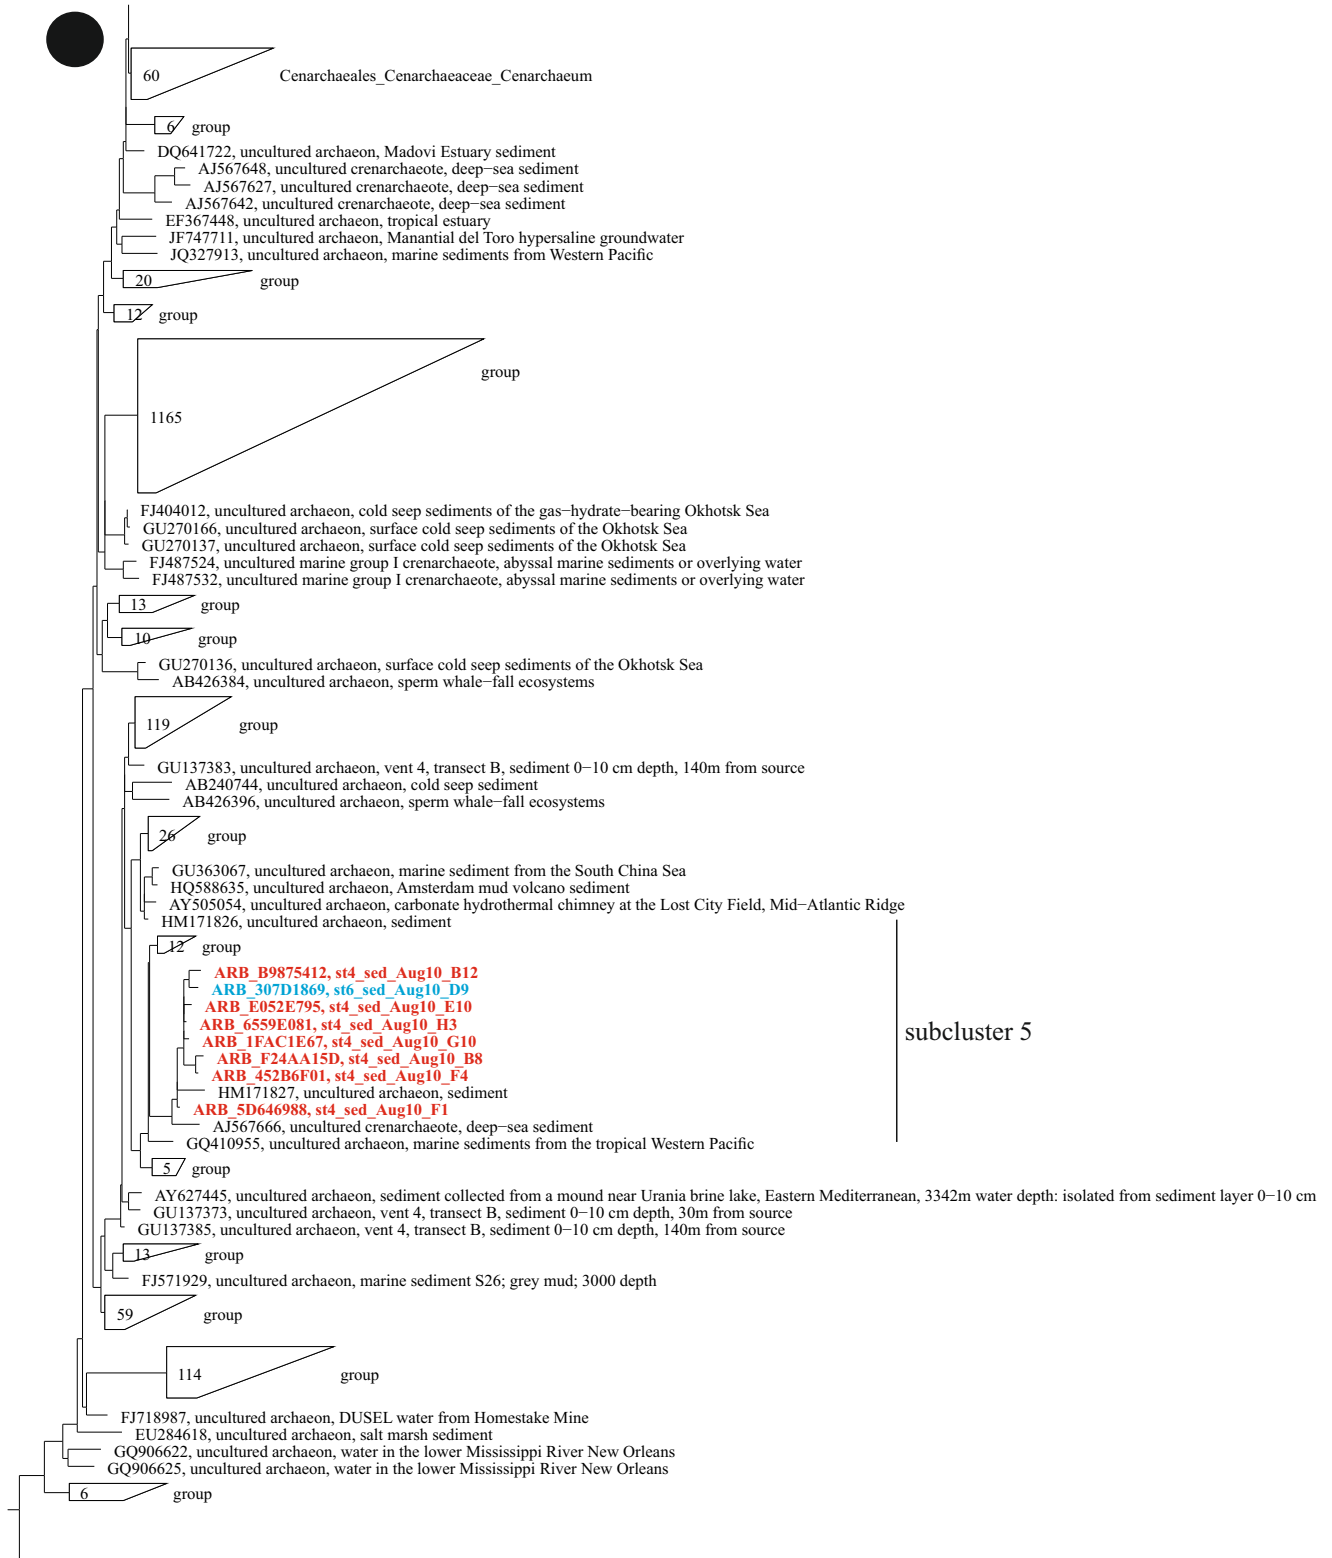 60 Cenarchaeales_Cenarchaeaceae_Cenarchaeum
6 group
DQ641722, uncultured archaeon, Madovi Estuary sediment
AJ567648, uncultured crenarchaeote, deep−sea sediment
AJ567627, uncultured crenarchaeote, deep−sea sediment
AJ567642, uncultured crenarchaeote, deep−sea sediment
EF367448, uncultured archaeon, tropical estuary
JF747711, uncultured archaeon, Manantial del Toro hypersaline groundwater
JQ327913, uncultured archaeon, marine sediments from Western Pacific
20 group
12 group
group
1165
FJ404012, uncultured archaeon, cold seep sediments of the gas−hydrate−bearing Okhotsk Sea
GU270166, uncultured archaeon, surface cold seep sediments of the Okhotsk Sea
GU270137, uncultured archaeon, surface cold seep sediments of the Okhotsk Sea
FJ487524, uncultured marine group I crenarchaeote, abyssal marine sediments or overlying water
FJ487532, uncultured marine group I crenarchaeote, abyssal marine sediments or overlying water
13 group
10 group
GU270136, uncultured archaeon, surface cold seep sediments of the Okhotsk Sea
AB426384, uncultured archaeon, sperm whale−fall ecosystems
119 group
GU137383, uncultured archaeon, vent 4, transect B, sediment 0−10 cm depth, 140m from source
AB240744, uncultured archaeon, cold seep sediment
AB426396, uncultured archaeon, sperm whale−fall ecosystems
26 group
GU363067, uncultured archaeon, marine sediment from the South China Sea
HQ588635, uncultured archaeon, Amsterdam mud volcano sediment
AY505054, uncultured archaeon, carbonate hydrothermal chimney at the Lost City Field, Mid−Atlantic Ridge
HM171826, uncultured archaeon, sediment
12 group
ARB_B9875412, st4_sed_Aug10_B12
ARB_307D1869, st6_sed_Aug10_D9
ARB_E052E795, st4_sed_Aug10_E10
ARB_6559E081, st4_sed_Aug10_H3
subcluster 5
ARB_1FAC1E67, st4_sed_Aug10_G10
ARB_F24AA15D, st4_sed_Aug10_B8
ARB_452B6F01, st4_sed_Aug10_F4
HM171827, uncultured archaeon, sediment
ARB_5D646988, st4_sed_Aug10_F1
AJ567666, uncultured crenarchaeote, deep−sea sediment
GQ410955, uncultured archaeon, marine sediments from the tropical Western Pacific
5 group
AY627445, uncultured archaeon, sediment collected from a mound near Urania brine lake, Eastern Mediterranean, 3342m water depth: isolated from sediment layer 0−10 cm
GU137373, uncultured archaeon, vent 4, transect B, sediment 0−10 cm depth, 30m from source
GU137385, uncultured archaeon, vent 4, transect B, sediment 0−10 cm depth, 140m from source
13 group
FJ571929, uncultured archaeon, marine sediment S26; grey mud; 3000 depth
59 group
114 group
FJ718987, uncultured archaeon, DUSEL water from Homestake Mine
EU284618, uncultured archaeon, salt marsh sediment
GQ906622, uncultured archaeon, water in the lower Mississippi River New Orleans
GQ906625, uncultured archaeon, water in the lower Mississippi River New Orleans
6 group